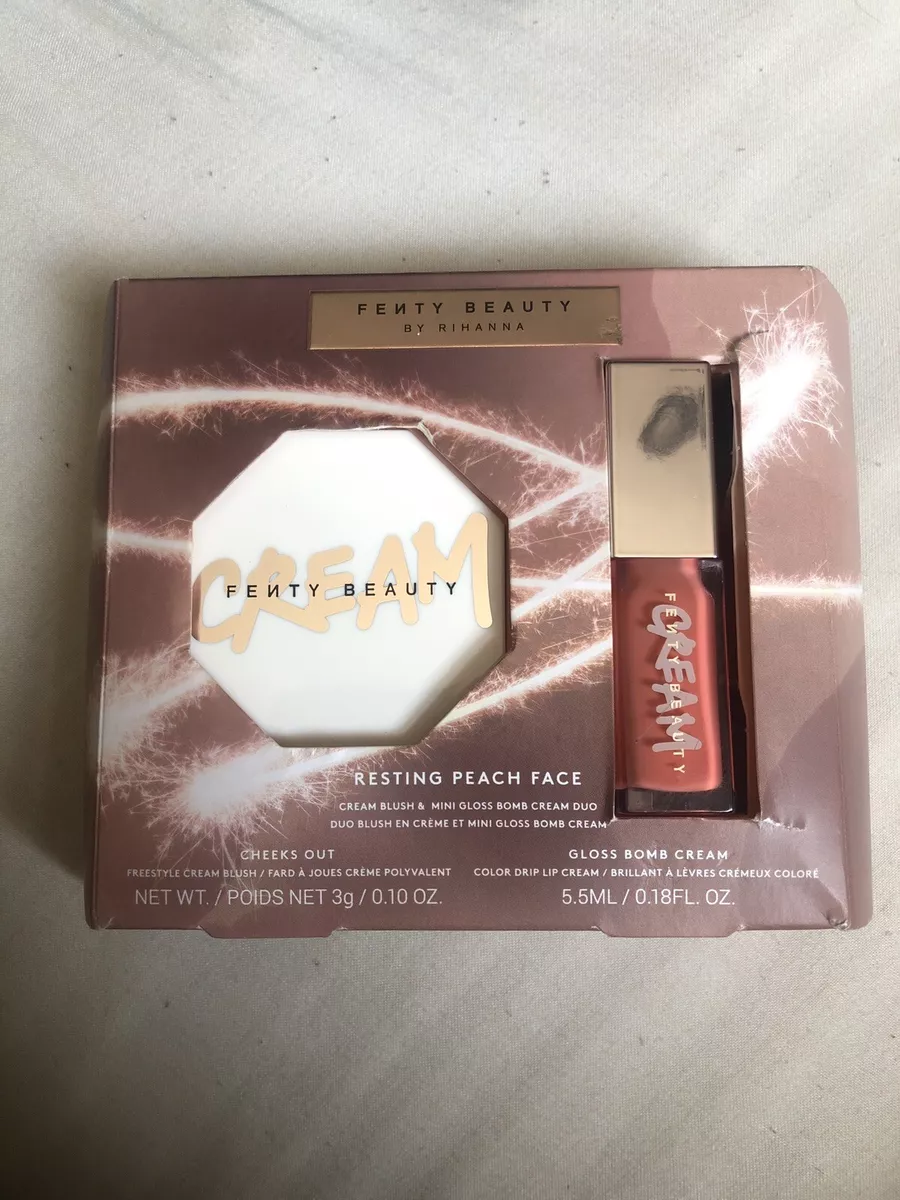 FEИTY BEAUTY
BY RIHANNA
CREAM
FEИTY BEAUTY
CREAM
FEИTY BEAUTY
RESTING PEACH FACE
CREAM BLUSH & MINI GLOSS BOMB CREAM DUO
DUO BLUSH EN CRÈME ET MINI GLOSS BOMB CREAM
CHEEKS OUT
FREESTYLE CREAM BLUSH / FARD À JOUES CRÈME POLYVALENT
NET WT. / POIDS NET 3g / 0.10 OZ.
GLOSS BOMB CREAM
COLOR DRIP LIP CREAM / BRILLANT À LÈVRES CRÉMEUX COLORÉ
5.5ML / 0.18FL. OZ.